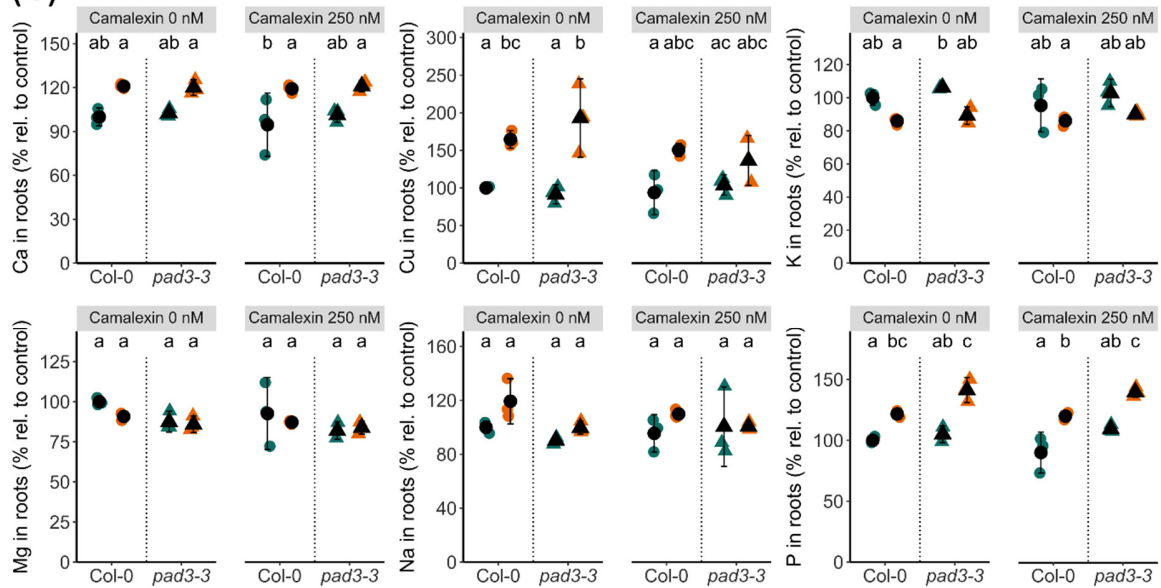 Camalexin 0 nM Camalexin 250 nM Camalexin 0 nM Camalexin 250 nM Camalexin 0 nM Camalexin 250 nM
ab a ab a b a ab a a bc a b a abc ac abc ab a b ab ab a ab ab
Ca in roots (% rel. to control)
150
120
90
60
30
0
Col-0 pad3-3 Col-0 pad3-3
Cu in roots (% rel. to control)
300
250
200
150
100
50
0
Col-0 pad3-3 Col-0 pad3-3
K in roots (% rel. to control)
120
100
80
60
40
20
0
Col-0 pad3-3 Col-0 pad3-3
Camalexin 0 nM Camalexin 250 nM Camalexin 0 nM Camalexin 250 nM Camalexin 0 nM Camalexin 250 nM
a a a a a a a a a a a a a a a a a bc ab c a b ab c
Mg in roots (% rel. to control)
125
100
75
50
25
0
Col-0 pad3-3 Col-0 pad3-3
Na in roots (% rel. to control)
160
120
80
40
0
Col-0 pad3-3 Col-0 pad3-3
P in roots (% rel. to control)
150
100
50
0
Col-0 pad3-3 Col-0 pad3-3